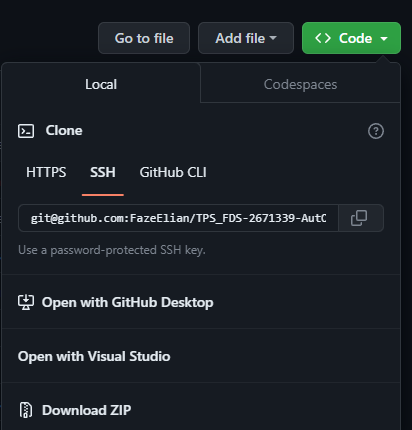 Go to file Add file Code
Local Codespaces
Clone
HTTPS SSH GitHub CLI
git@github.com:FazeElian/TPS_FDS-2671339-AutC
Use a password-protected SSH key.
Open with GitHub Desktop
Open with Visual Studio
Download ZIP